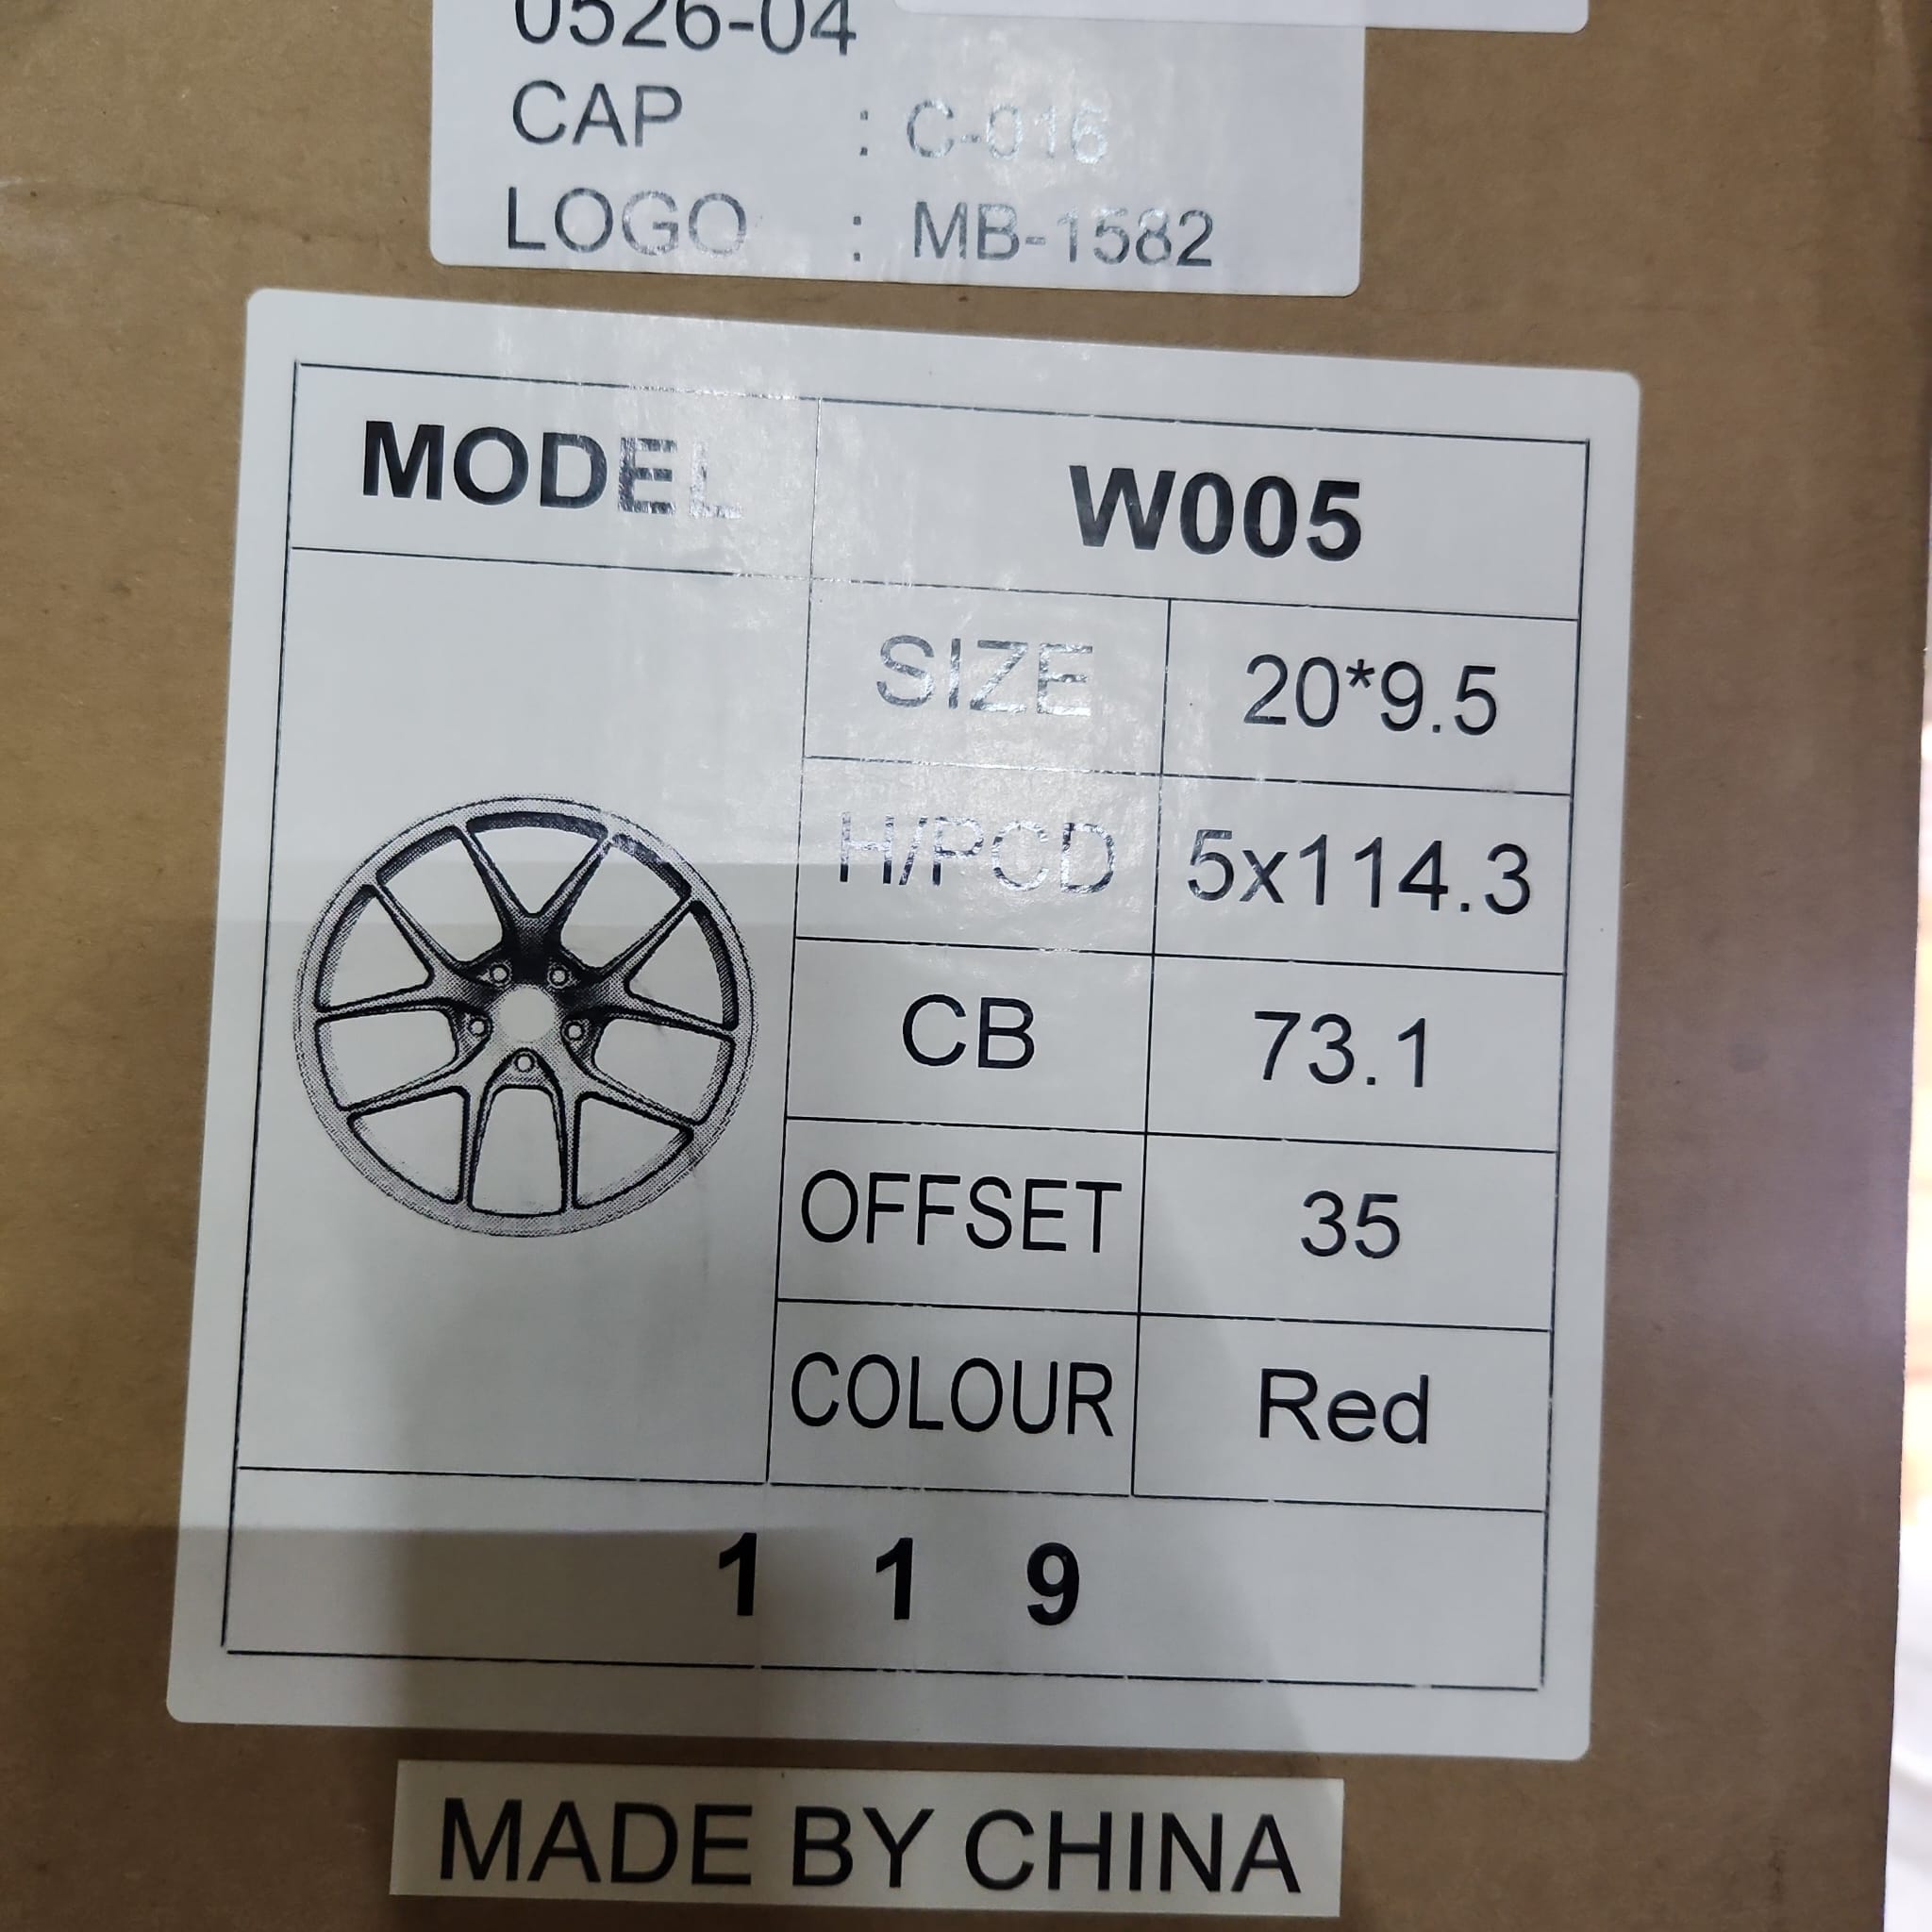 0526-04
CAP : C-016
LOGO : MB-1582
MODEL W005
SIZE 20*9.5
H/PCD 5x114.3
CB 73.1
OFFSET 35
COLOUR Red
1 1 9
MADE BY CHINA